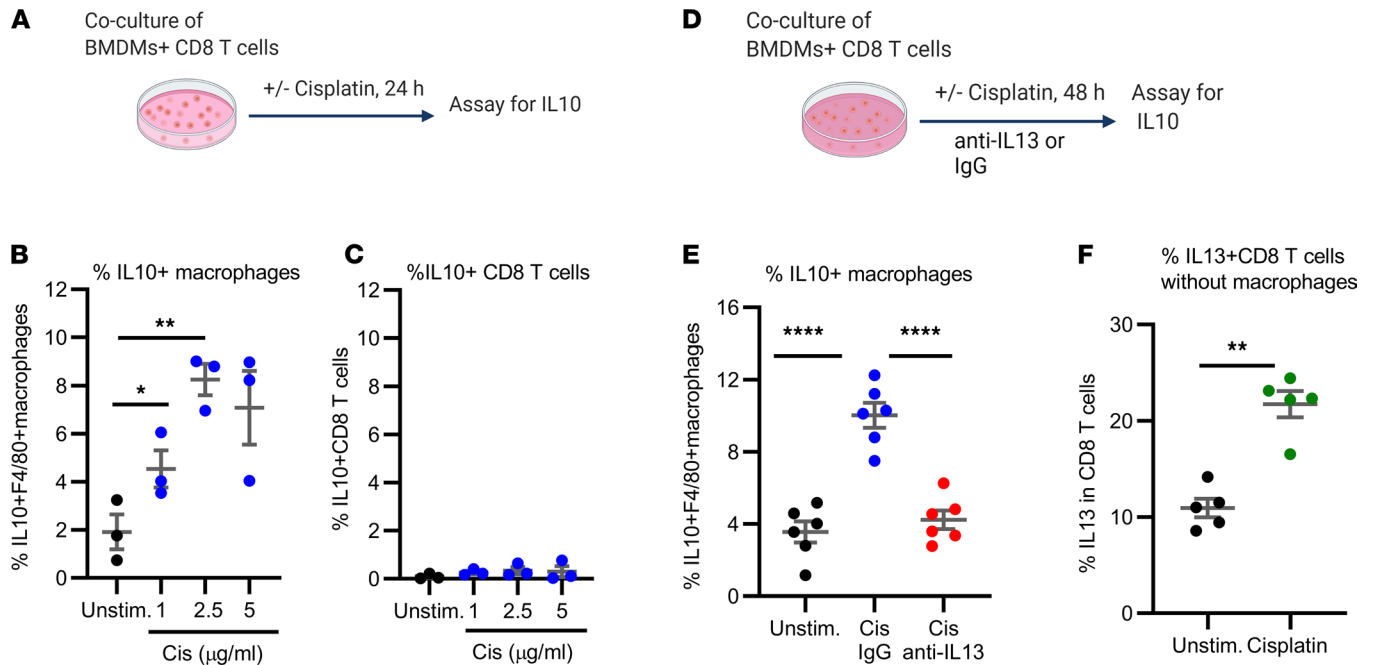 A
Co-culture of
BMDMs+ CD8 T cells
+/- Cisplatin, 24 h
Assay for IL10
D
Co-culture of
BMDMs+ CD8 T cells
+/- Cisplatin, 48 h
anti-IL13 or
IgG
Assay for
IL10
B
% IL10+ macrophages
% IL10+F4/80+macrophages
12
10
8
6
4
2
0
**
*
Unstim.
1
2.5
5
Cis (μg/ml)
C
%IL10+ CD8 T cells
% IL10+CD8 T cells
12
10
8
6
4
2
0
Unstim.
1
2.5
5
Cis (μg/ml)
E
% IL10+ macrophages
% IL10+F4/80+macrophages
16
12
8
4
0
****
****
Unstim.
Cis
IgG
Cis
anti-IL13
F
% IL13+CD8 T cells
without macrophages
% IL13 in CD8 T cells
30
20
10
0
**
Unstim.
Cisplatin